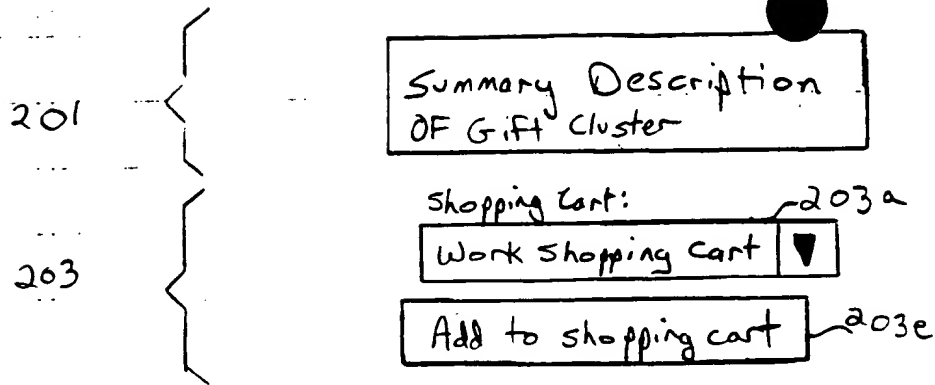 201
Summary Description
OF Gift Cluster
Shopping Cart:
203a
Work Shopping Cart
203
Add to shopping cart
203e